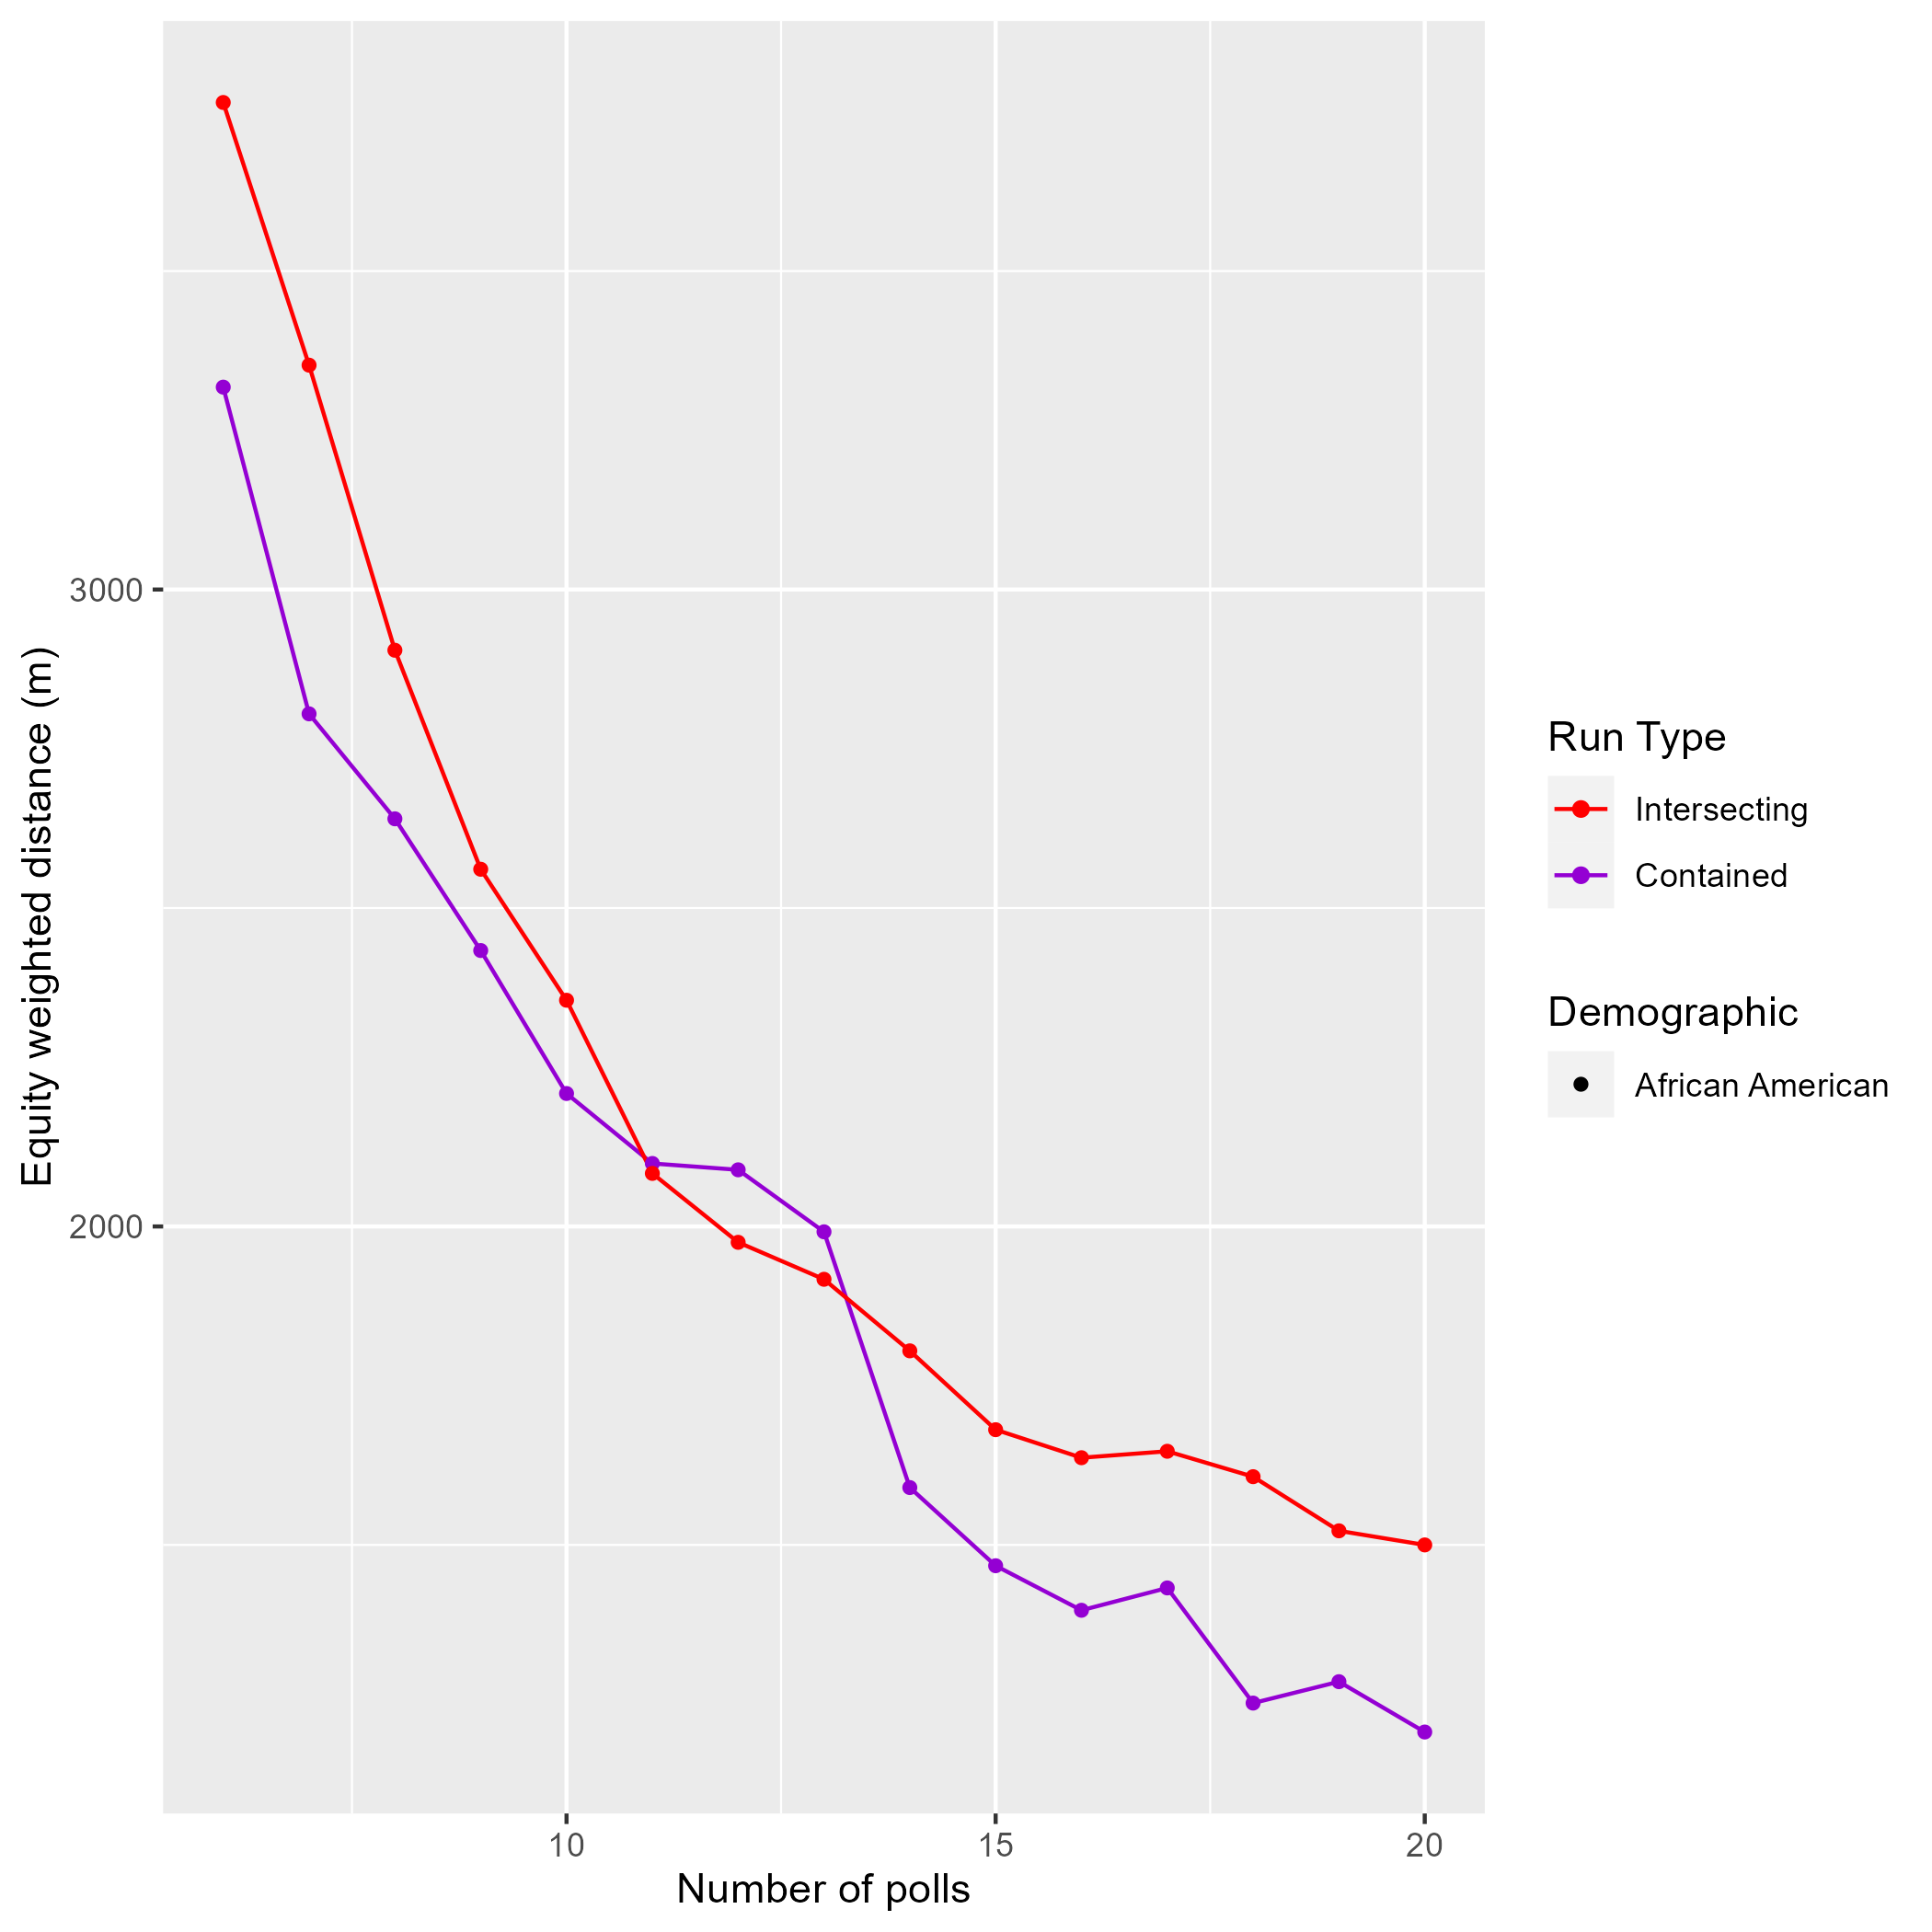 Equity weighted distance (m)
3000
2000
10
15
20
Number of polls
Run Type
Intersecting
Contained
Demographic
African American